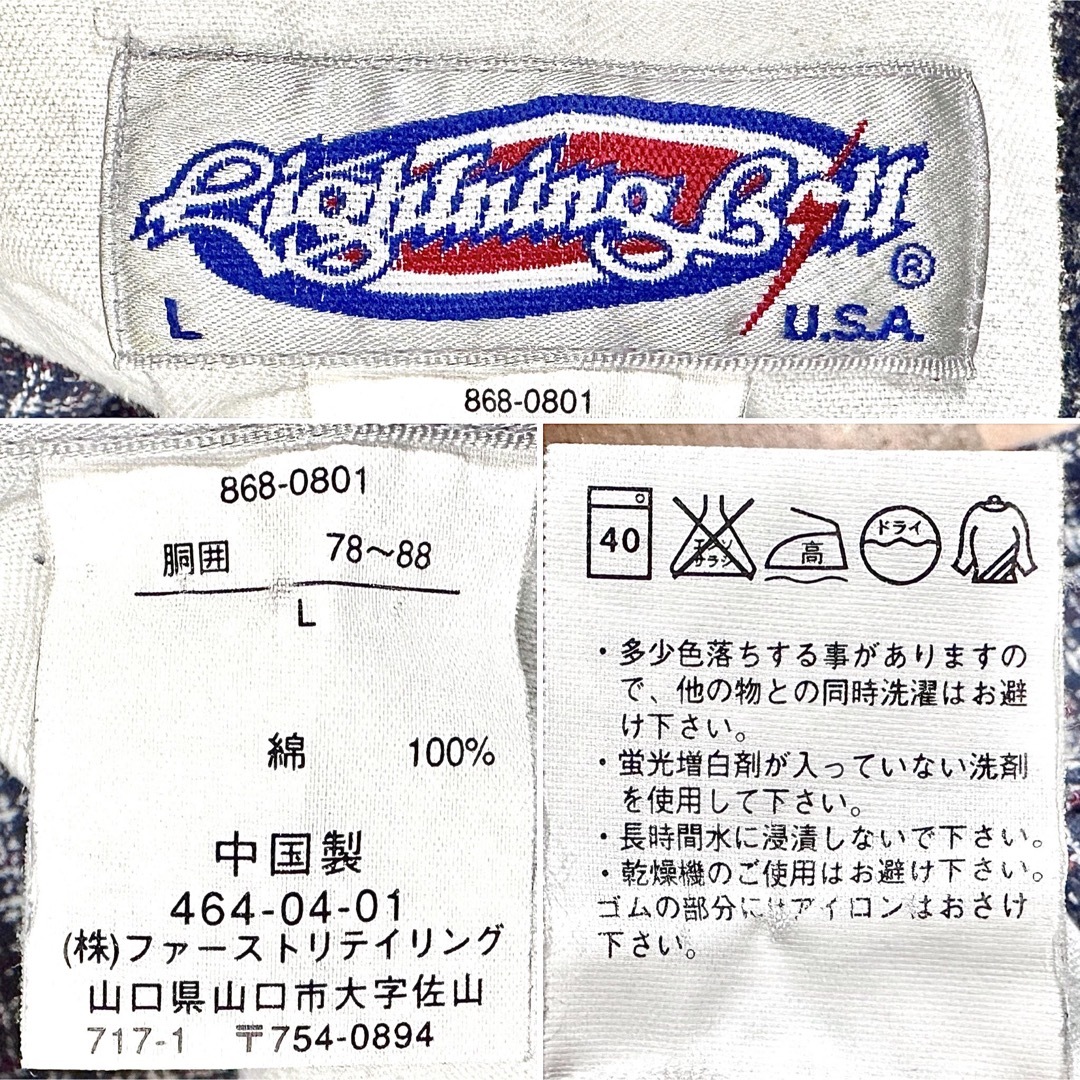 Lightning Bolt
®
L
U.S.A.
868-0801
868-0801
胴囲 78〜88
L
綿 100%
中国製
464-04-01
(株)ファーストリテイリング
山口県山口市大字佐山
717-1 〒754-0894
40
エンソ
サラシ
高
ドライ
・多少色落ちする事がありますの
で、他の物との同時洗濯はお避
け下さい。
・蛍光増白剤が入っていない洗剤
を使用して下さい。
・長時間水に浸漬しないで下さい。
・乾燥機のご使用はお避け下さい。
ゴムの部分にはアイロンはおさけ
下さい。